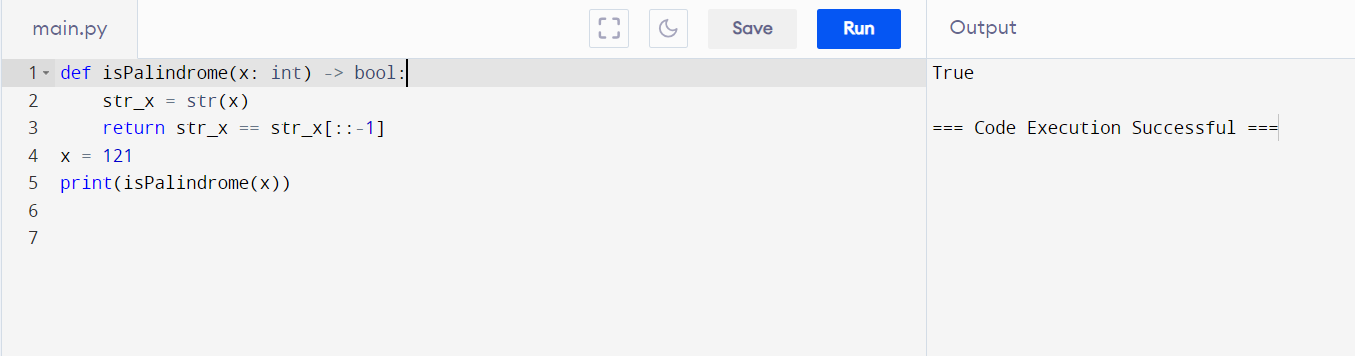 main.py
Save
Run
Output
1 def isPalindrome(x: int) -> bool:
2     str_x = str(x)
3     return str_x == str_x[::-1]
4 x = 121
5 print(isPalindrome(x))
6
7
True
=== Code Execution Successful ===